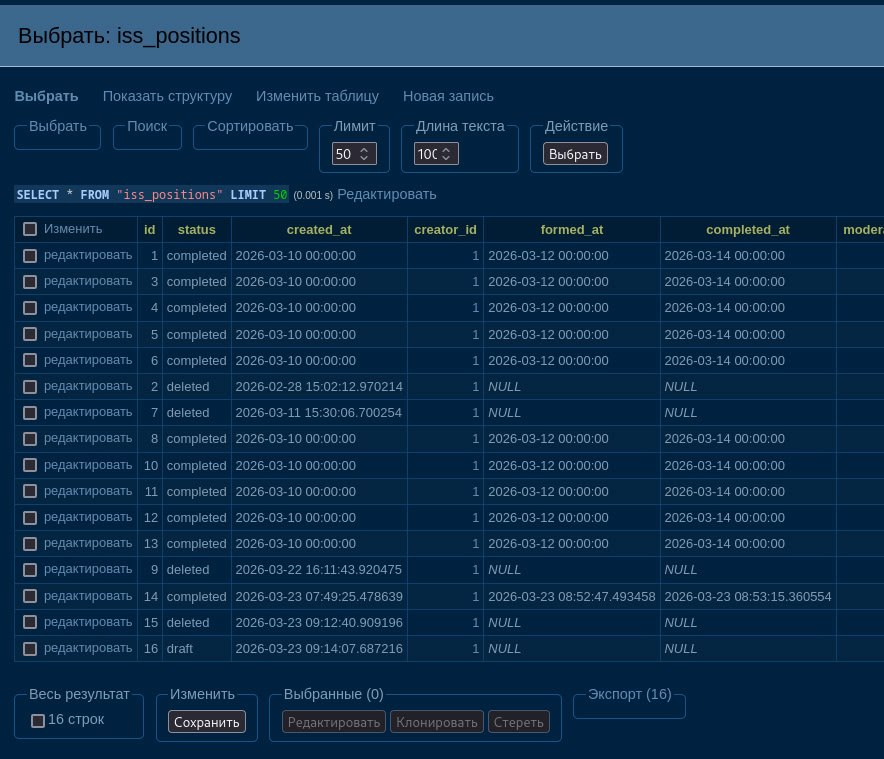 Выбрать: iss_positions
Выбрать Показать структуру Изменить таблицу Новая запись
Выбрать Поиск Сортировать Лимит Длина текста Действие
50 100 Выбрать
SELECT * FROM "iss_positions" LIMIT 50 (0.001 s) Редактировать
Изменить id status created_at creator_id formed_at completed_at modera
редактировать 1 completed 2026-03-10 00:00:00 1 2026-03-12 00:00:00 2026-03-14 00:00:00
редактировать 3 completed 2026-03-10 00:00:00 1 2026-03-12 00:00:00 2026-03-14 00:00:00
редактировать 4 completed 2026-03-10 00:00:00 1 2026-03-12 00:00:00 2026-03-14 00:00:00
редактировать 5 completed 2026-03-10 00:00:00 1 2026-03-12 00:00:00 2026-03-14 00:00:00
редактировать 6 completed 2026-03-10 00:00:00 1 2026-03-12 00:00:00 2026-03-14 00:00:00
редактировать 2 deleted 2026-02-28 15:02:12.970214 1 NULL NULL
редактировать 7 deleted 2026-03-11 15:30:06.700254 1 NULL NULL
редактировать 8 completed 2026-03-10 00:00:00 1 2026-03-12 00:00:00 2026-03-14 00:00:00
редактировать 10 completed 2026-03-10 00:00:00 1 2026-03-12 00:00:00 2026-03-14 00:00:00
редактировать 11 completed 2026-03-10 00:00:00 1 2026-03-12 00:00:00 2026-03-14 00:00:00
редактировать 12 completed 2026-03-10 00:00:00 1 2026-03-12 00:00:00 2026-03-14 00:00:00
редактировать 13 completed 2026-03-10 00:00:00 1 2026-03-12 00:00:00 2026-03-14 00:00:00
редактировать 9 deleted 2026-03-22 16:11:43.920475 1 NULL NULL
редактировать 14 completed 2026-03-23 07:49:25.478639 1 2026-03-23 08:52:47.493458 2026-03-23 08:53:15.360554
редактировать 15 deleted 2026-03-23 09:12:40.909196 1 NULL NULL
редактировать 16 draft 2026-03-23 09:14:07.687216 1 NULL NULL
Весь результат Изменить Выбранные (0) Экспорт (16)
16 строк Сохранить Редактировать Клонировать Стереть